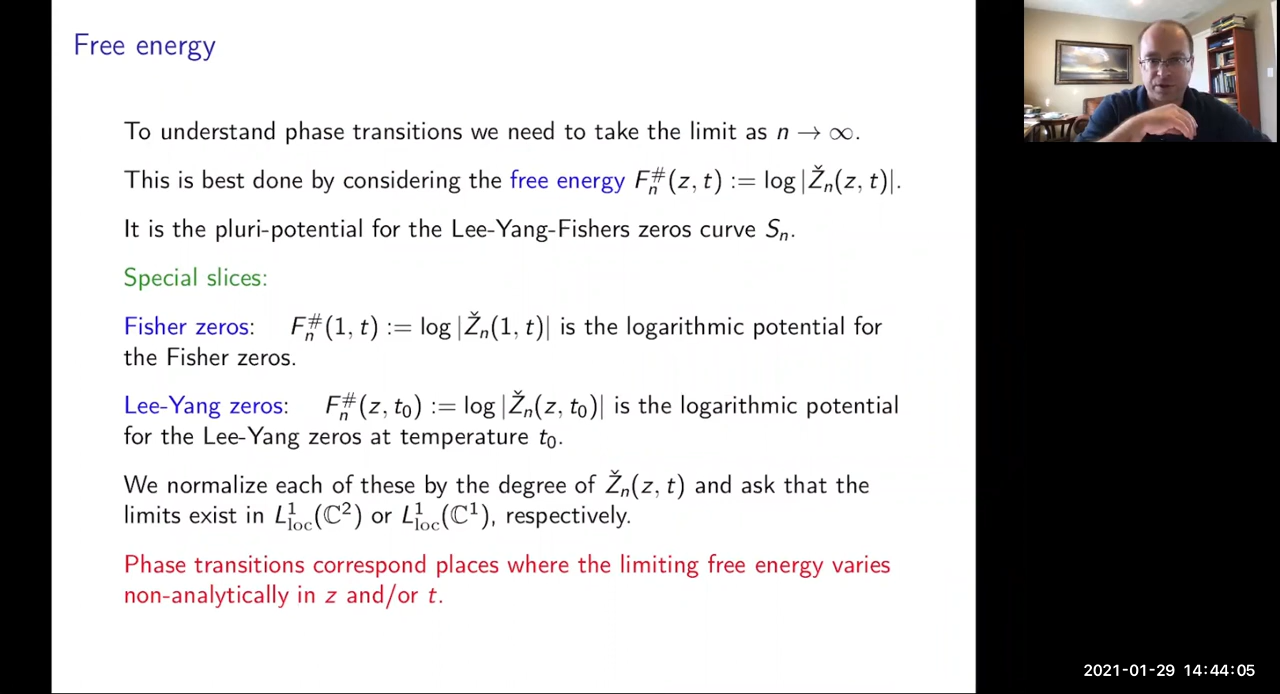 Free energy
To understand phase transitions we need to take the limit as n → ∞.
This is best done by considering the free energy F_n^#(z, t) := log |Ž_n(z, t)|.
It is the pluri-potential for the Lee-Yang-Fishers zeros curve S_n.
Special slices:
Fisher zeros: F_n^#(1, t) := log |Ž_n(1, t)| is the logarithmic potential for
the Fisher zeros.
Lee-Yang zeros: F_n^#(z, t_0) := log |Ž_n(z, t_0)| is the logarithmic potential
for the Lee-Yang zeros at temperature t_0.
We normalize each of these by the degree of Ž_n(z, t) and ask that the
limits exist in L^1_loc(ℂ^2) or L^1_loc(ℂ^1), respectively.
Phase transitions correspond places where the limiting free energy varies
non-analytically in z and/or t.
2021-01-29 14:44:05